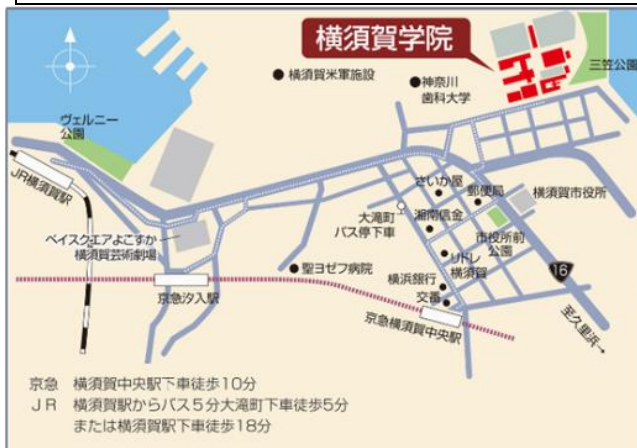 横須賀学院
三笠公園
横須賀米軍施設
神奈川
歯科大学
ヴェルニー
公園
JR横須賀駅
さいか屋
郵便局
横須賀市役所
大滝町
バス停下車
湘南信金
市役所前
公園
ベイスクエアよこすか
横須賀芸術劇場
リドレ
横須賀
16
聖ヨゼフ病院
横浜銀行
京急汐入駅
交番
京急横須賀中央駅
至久里浜→
京急 横須賀中央駅下車徒歩10分
JR 横須賀駅からバス5分大滝町下車徒歩5分
または横須賀駅下車徒歩18分